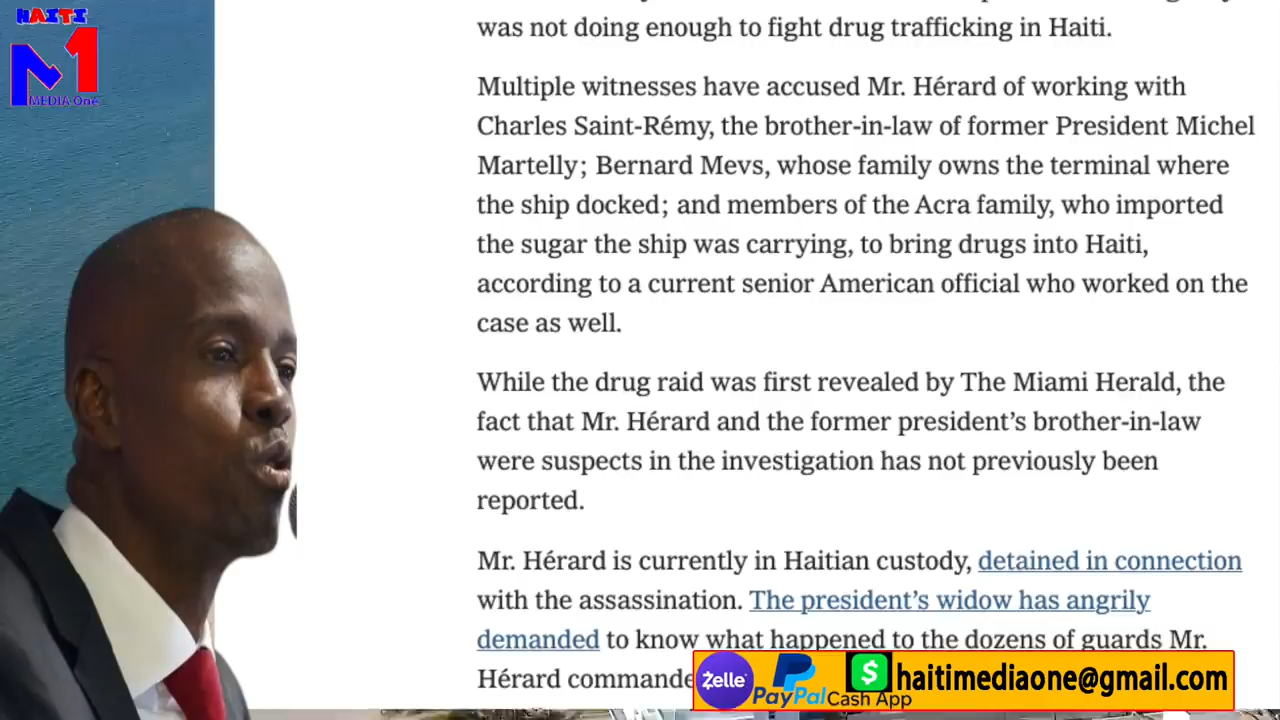 HAITI
M1
MEDIA One
was not doing enough to fight drug trafficking in Haiti.
Multiple witnesses have accused Mr. Hérard of working with
Charles Saint-Rémy, the brother-in-law of former President Michel
Martelly; Bernard Mevs, whose family owns the terminal where
the ship docked; and members of the Acra family, who imported
the sugar the ship was carrying, to bring drugs into Haiti,
according to a current senior American official who worked on the
case as well.
While the drug raid was first revealed by The Miami Herald, the
fact that Mr. Hérard and the former president’s brother-in-law
were suspects in the investigation has not previously been
reported.
Mr. Hérard is currently in Haitian custody, detained in connection
with the assassination. The president’s widow has angrily
demanded to know what happened to the dozens of guards Mr.
Hérard commande
Zelle PayPal $ Cash App haitimediaone@gmail.com